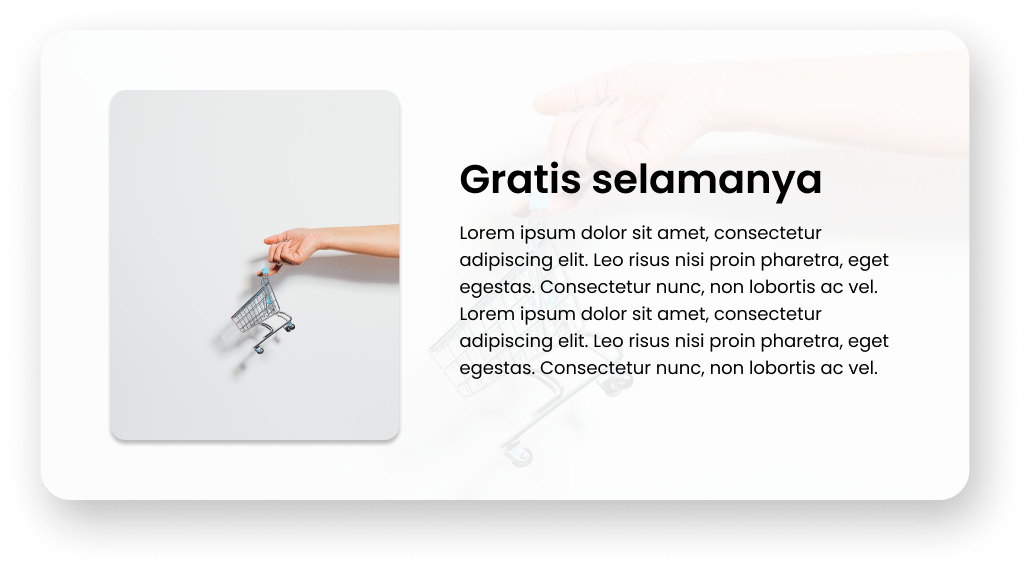 Gratis selamanya
Lorem ipsum dolor sit amet, consectetur
adipiscing elit. Leo risus nisi proin pharetra, eget
egestas. Consectetur nunc, non lobortis ac vel.
Lorem ipsum dolor sit amet, consectetur
adipiscing elit. Leo risus nisi proin pharetra, eget
egestas. Consectetur nunc, non lobortis ac vel.